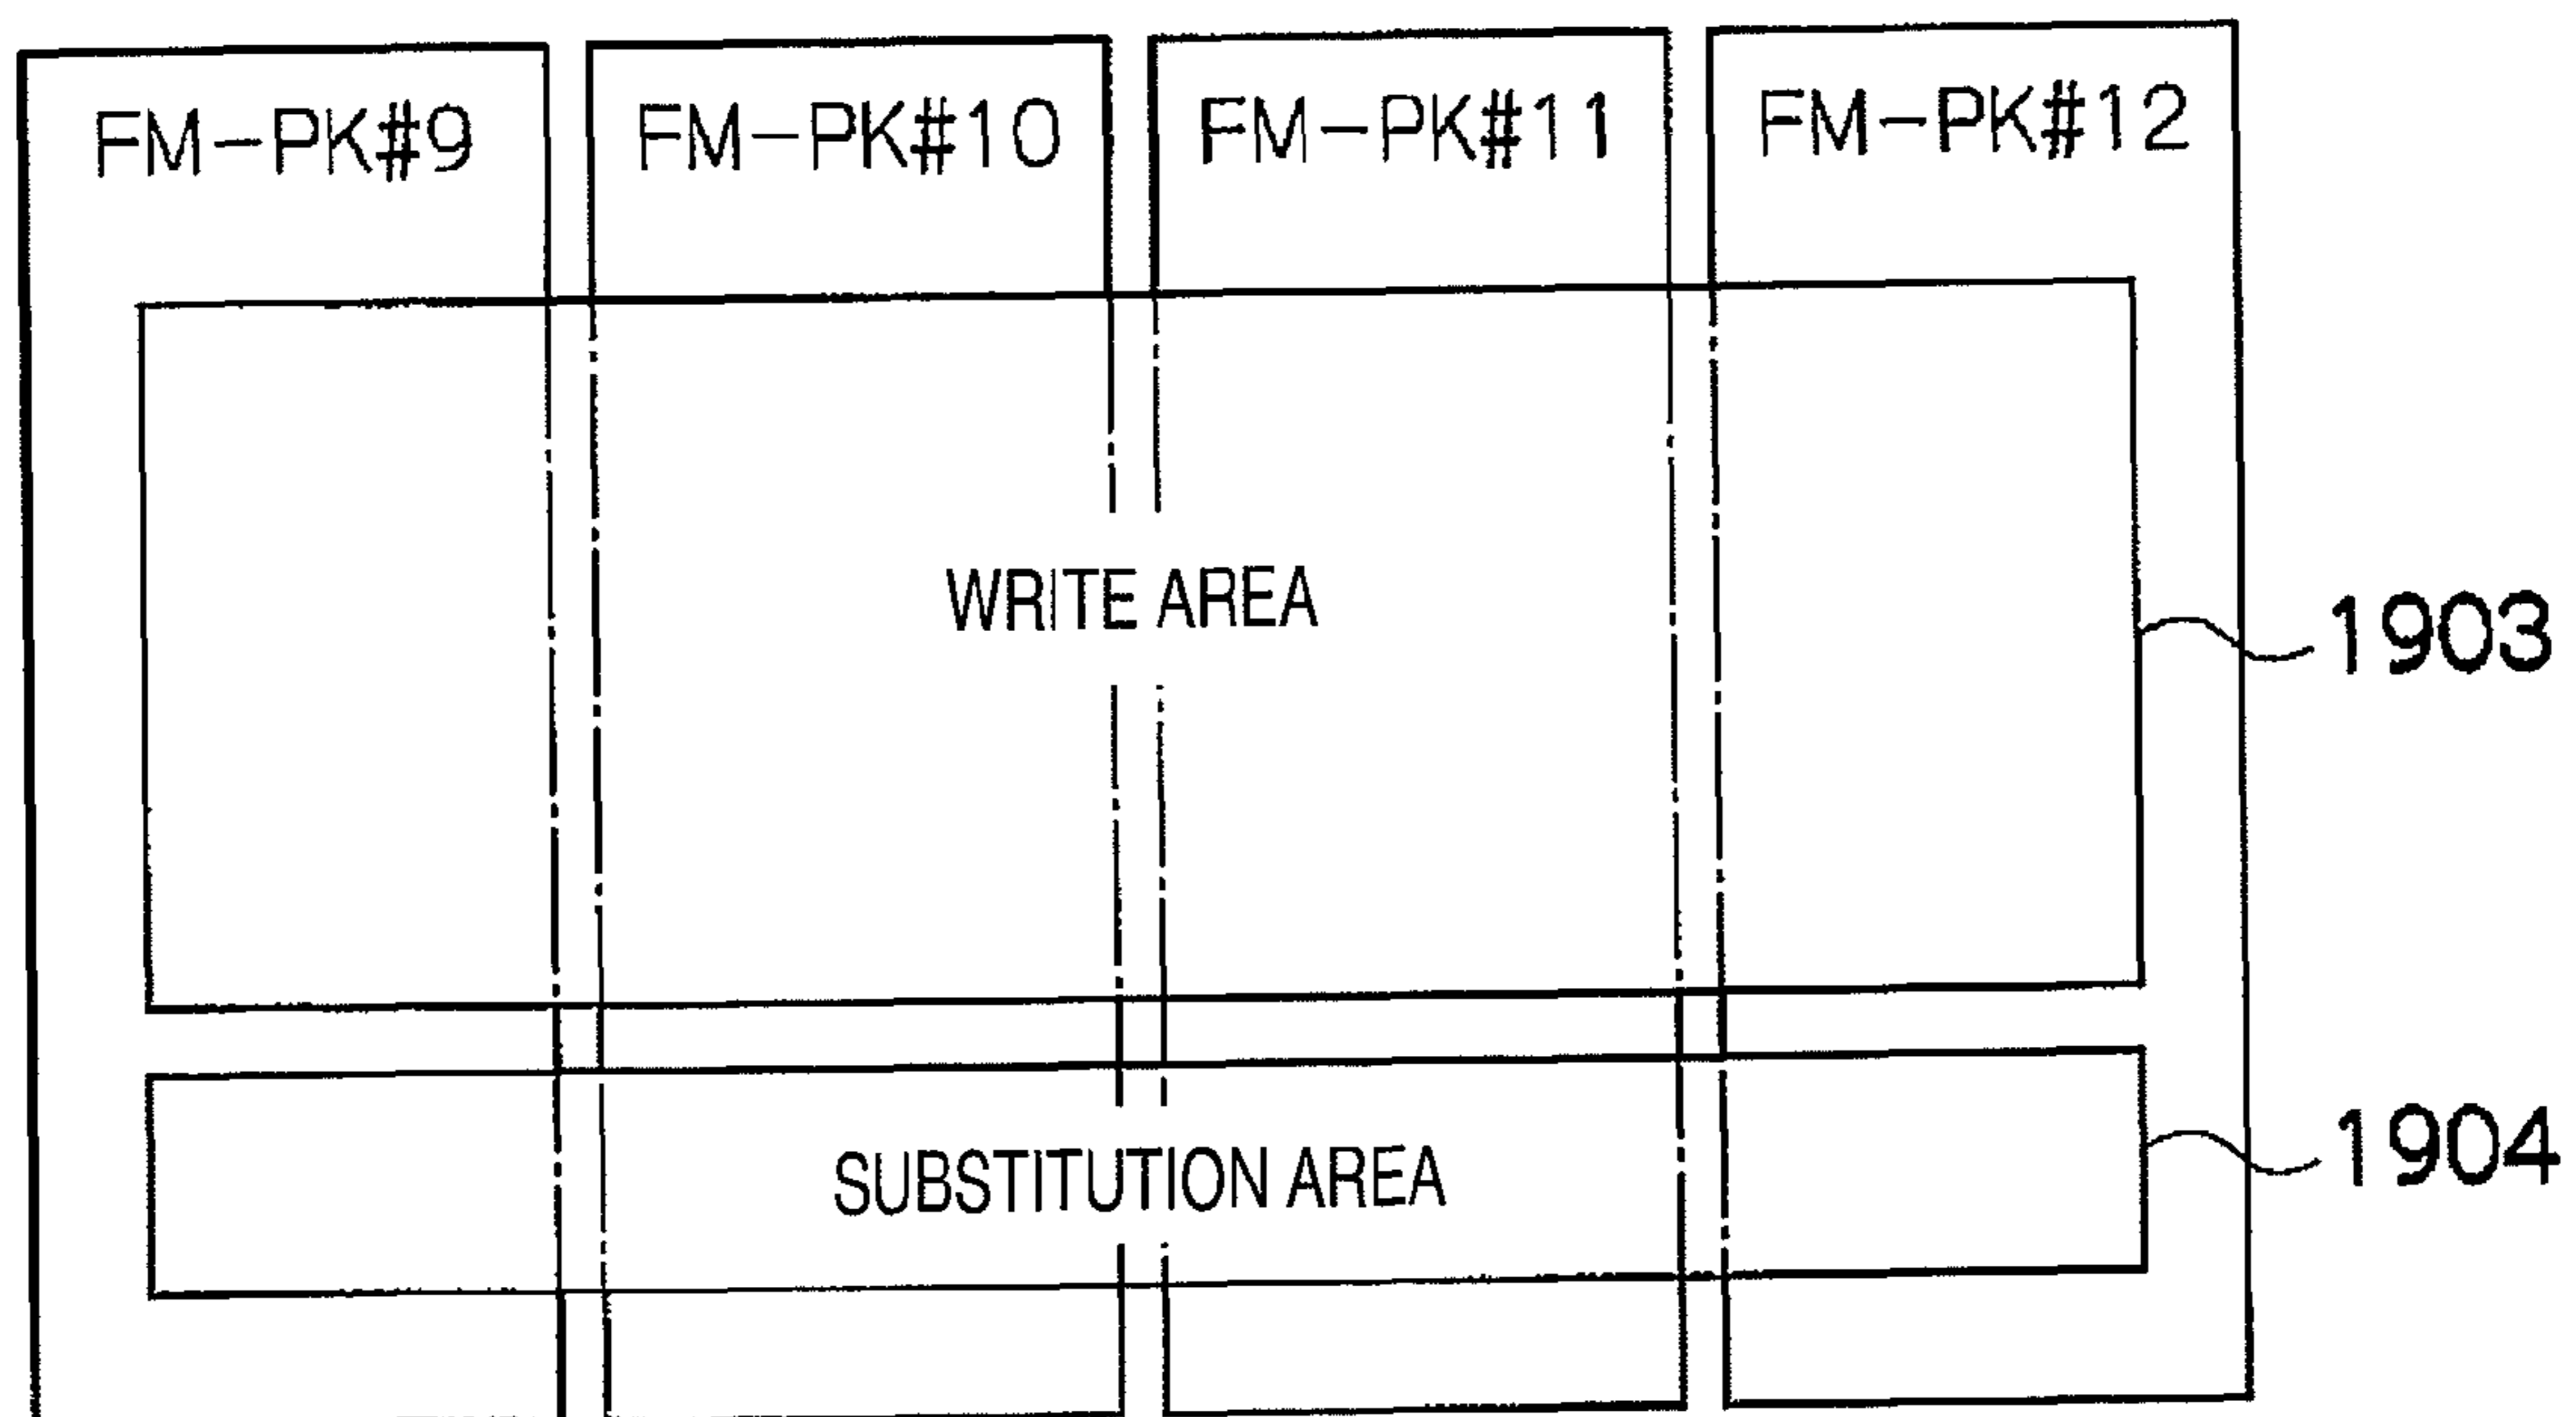 FM-PK#9 FM-PK#10 FM-PK#11 FM-PK#12
WRITE AREA
1903
SUBSTITUTION AREA
1904